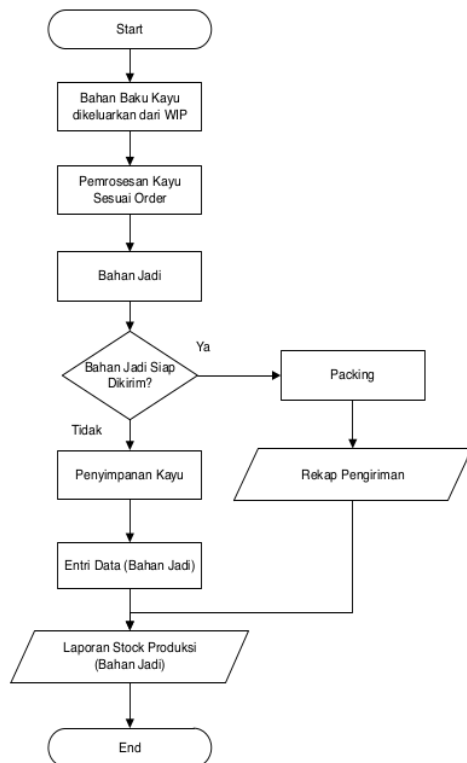 Start
Bahan Baku Kayu
dikeluarkan dari WIP
Pemrosesan Kayu
Sesuai Order
Bahan Jadi
Bahan Jadi Siap
Dikirim?
Ya
Packing
Tidak
Penyimpanan Kayu
Rekap Pengiriman
Entri Data (Bahan Jadi)
Laporan Stock Produksi
(Bahan Jadi)
End